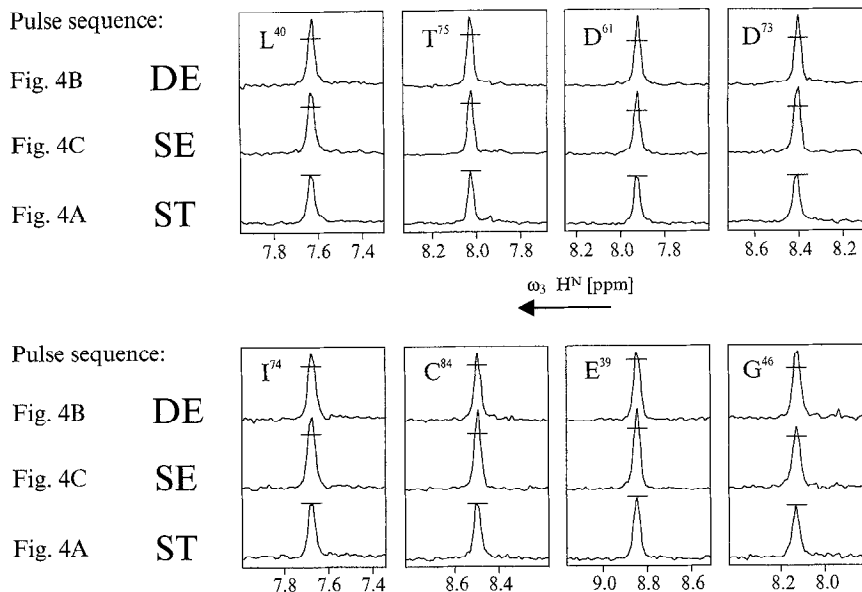 Pulse sequence:
L⁴⁰ T⁷⁵ D⁶¹ D⁷³
Fig. 4B DE
Fig. 4C SE
Fig. 4A ST
7.8 7.6 7.4 8.2 8.0 7.8 8.2 8.0 7.8 8.6 8.4 8.2
ω₃ Hᴺ [ppm]
Pulse sequence:
I⁷⁴ C⁸⁴ E³⁹ G⁴⁶
Fig. 4B DE
Fig. 4C SE
Fig. 4A ST
7.8 7.6 7.4 8.6 8.4 9.0 8.8 8.6 8.2 8.0